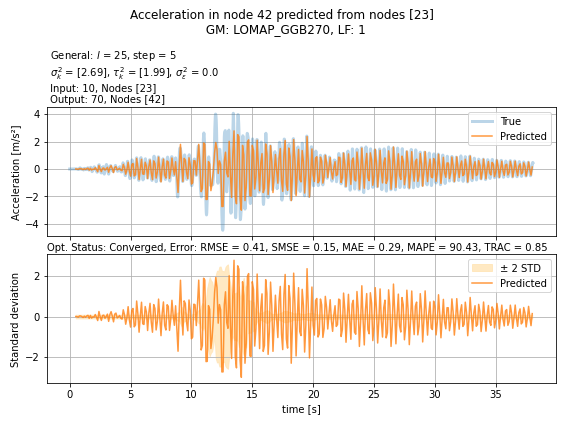 Acceleration in node 42 predicted from nodes [23]
GM: LOMAP_GGB270, LF: 1
General: l = 25, step = 5
σ²ₖ = [2.69], τ²ₖ = [1.99], σ²ε = 0.0
Input: 10, Nodes [23]
Output: 70, Nodes [42]
Acceleration [m/s²]
4
2
0
−2
−4
True
Predicted
Opt. Status: Converged, Error: RMSE = 0.41, SMSE = 0.15, MAE = 0.29, MAPE = 90.43, TRAC = 0.85
Standard deviation
2
0
−2
± 2 STD
Predicted
0 5 10 15 20 25 30 35
time [s]